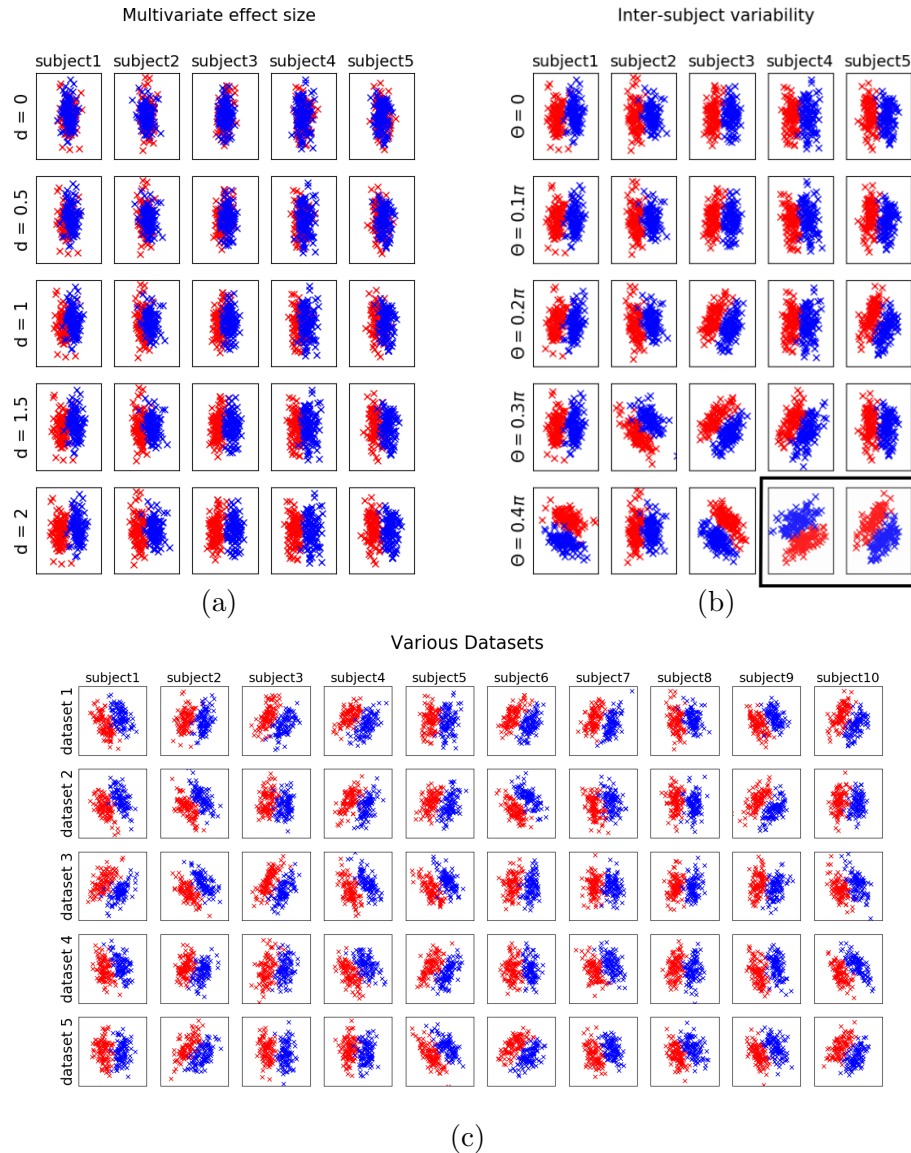 Multivariate effect size
subject1 subject2 subject3 subject4 subject5
d = 0
d = 0.5
d = 1
d = 1.5
d = 2
(a)
Inter-subject variability
subject1 subject2 subject3 subject4 subject5
Θ = 0
Θ = 0.1π
Θ = 0.2π
Θ = 0.3π
Θ = 0.4π
(b)
Various Datasets
subject1 subject2 subject3 subject4 subject5 subject6 subject7 subject8 subject9 subject10
dataset 1
dataset 2
dataset 3
dataset 4
dataset 5
(c)